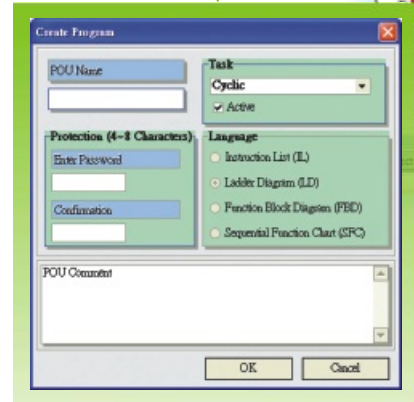 Create Program
POU Name
Task
Cyclic
Active
Protection (4~8 Characters)
Enter Password
Confirmation
Language
Instruction List (IL)
Ladder Diagram (LD)
Function Block Diagram (FBD)
Sequential Function Chart (SFC)
POU Comment
OK
Cancel